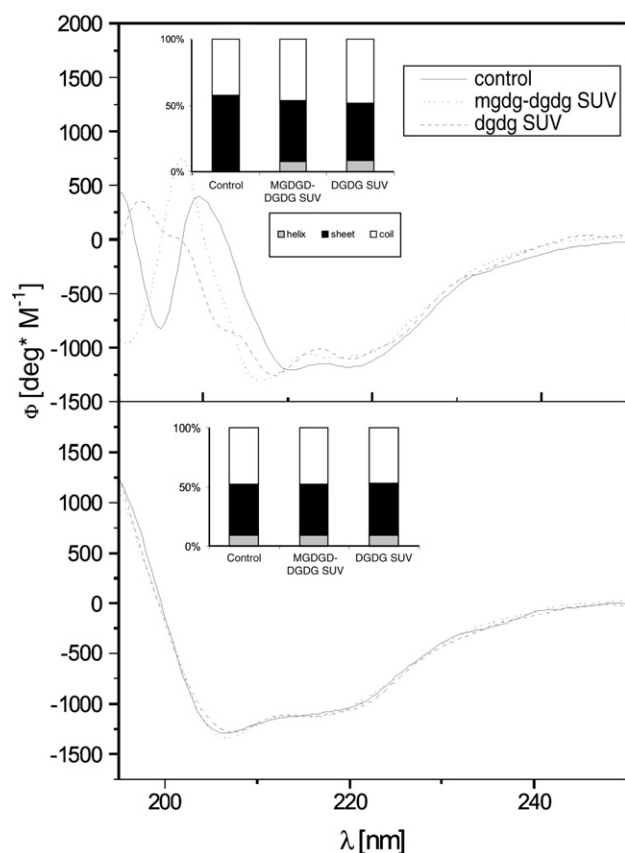 2000
1500
1000
500
0
-500
-1000
-1500
100%
50%
0%
Control
MGDGD-
DGDG SUV
DGDG SUV
helix
sheet
coil
control
mgdg-dgdg SUV
dgdg SUV
Φ [deg* M-1]
1500
1000
500
0
-500
-1000
-1500
100%
50%
0%
Control
MGDGD-
DGDG SUV
DGDG SUV
200
220
240
λ [nm]